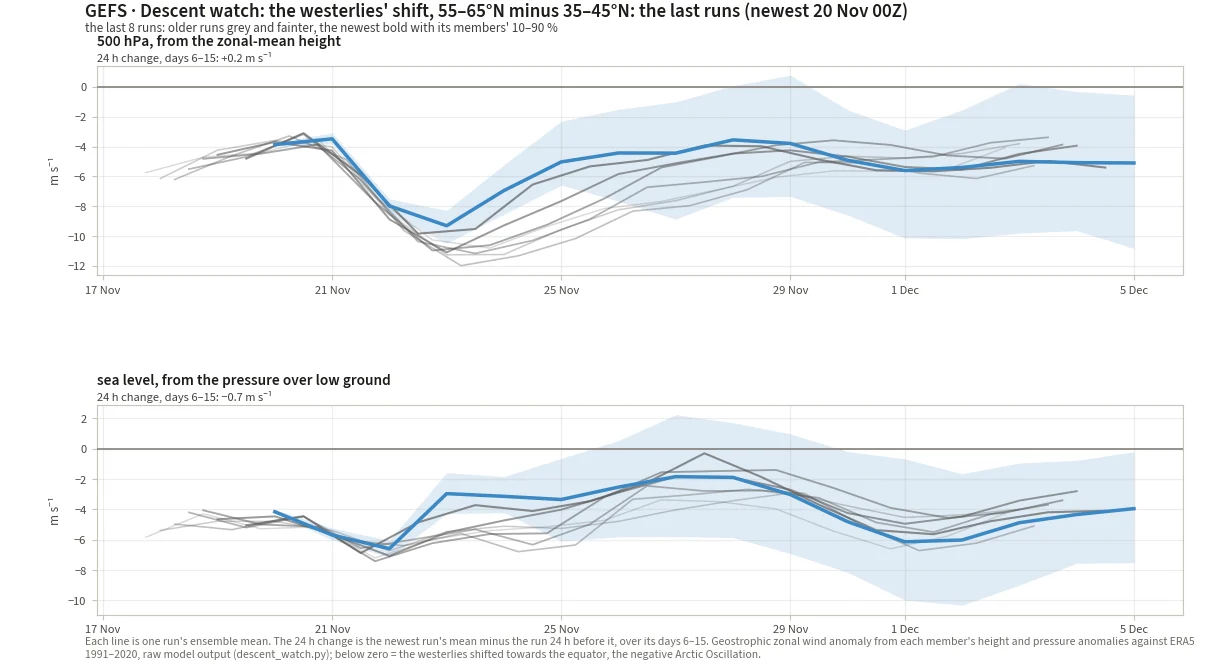 GEFS · Descent watch: the westerlies' shift, 55–65°N minus 35–45°N: the last runs (newest 20 Nov 00Z)
the last 8 runs: older runs grey and fainter, the newest bold with its members' 10–90 %
500 hPa, from the zonal-mean height
24 h change, days 6–15: +0.2 m s⁻¹
0
−2
−4
−6
−8
−10
−12
m s⁻¹
17 Nov 21 Nov 25 Nov 29 Nov 1 Dec 5 Dec
sea level, from the pressure over low ground
24 h change, days 6–15: −0.7 m s⁻¹
2
0
−2
−4
−6
−8
−10
m s⁻¹
17 Nov 21 Nov 25 Nov 29 Nov 1 Dec 5 Dec
Each line is one run's ensemble mean. The 24 h change is the newest run's mean minus the run 24 h before it, over its days 6–15. Geostrophic zonal wind anomaly from each member's height and pressure anomalies against ERA5
1991–2020, raw model output (descent_watch.py); below zero = the westerlies shifted towards the equator, the negative Arctic Oscillation.